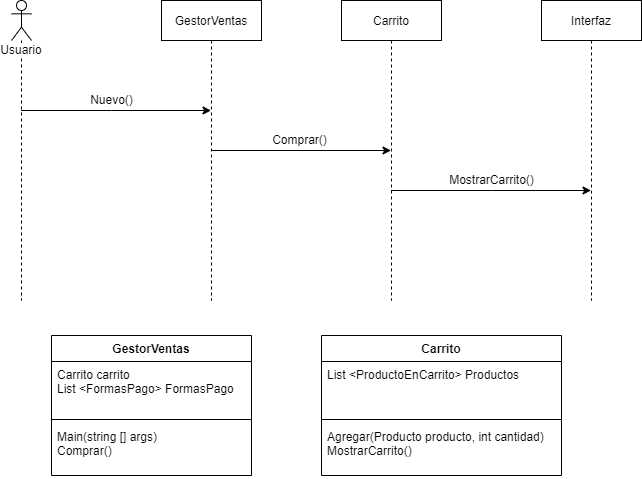 Usuario
GestorVentas
Carrito
Interfaz
Nuevo()
Comprar()
MostrarCarrito()
GestorVentas
Carrito carrito
List <FormasPago> FormasPago
Main(string [] args)
Comprar()
Carrito
List <ProductoEnCarrito> Productos
Agregar(Producto producto, int cantidad)
MostrarCarrito()